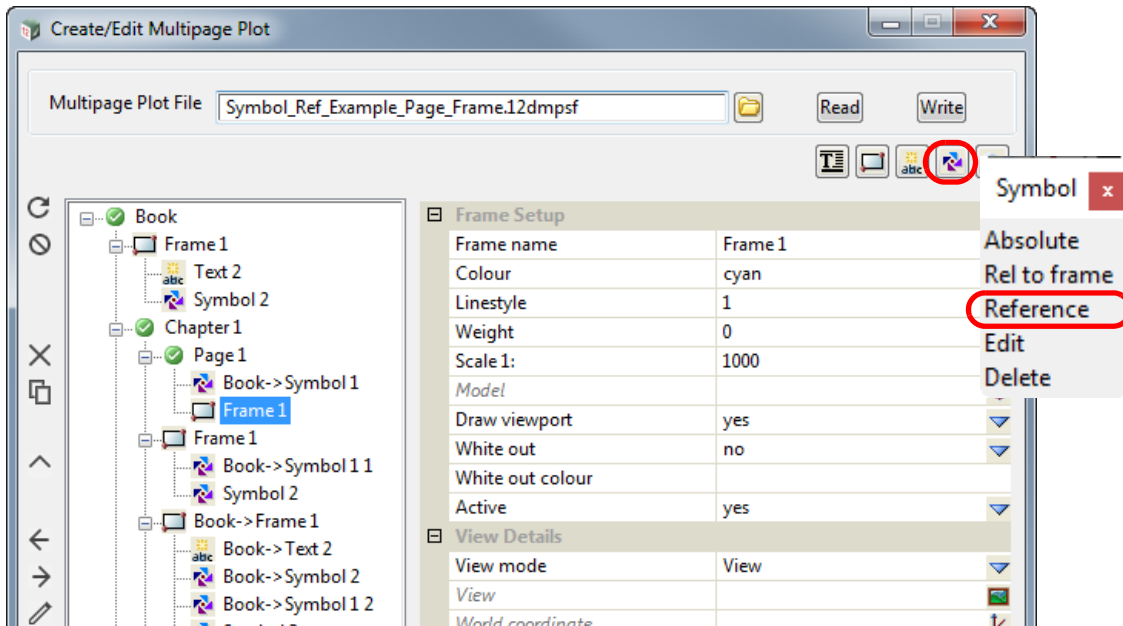 Create/Edit Multipage Plot
Multipage Plot File Symbol_Ref_Example_Page_Frame.12dmpsf Read Write
abc
Symbol x
Absolute
Rel to frame
Reference
Edit
Delete
Book
Frame 1
abc Text 2
Symbol 2
Chapter 1
Page 1
Book->Symbol 1
Frame 1
Frame 1
Book->Symbol 1 1
Symbol 2
Book->Frame 1
abc Book->Text 2
Book->Symbol 2
Book->Symbol 1 2
Frame Setup
Frame name Frame 1
Colour cyan
Linestyle 1
Weight 0
Scale 1: 1000
Model
Draw viewport yes
White out no
White out colour
Active yes
View Details
View mode View
View
World coordinate